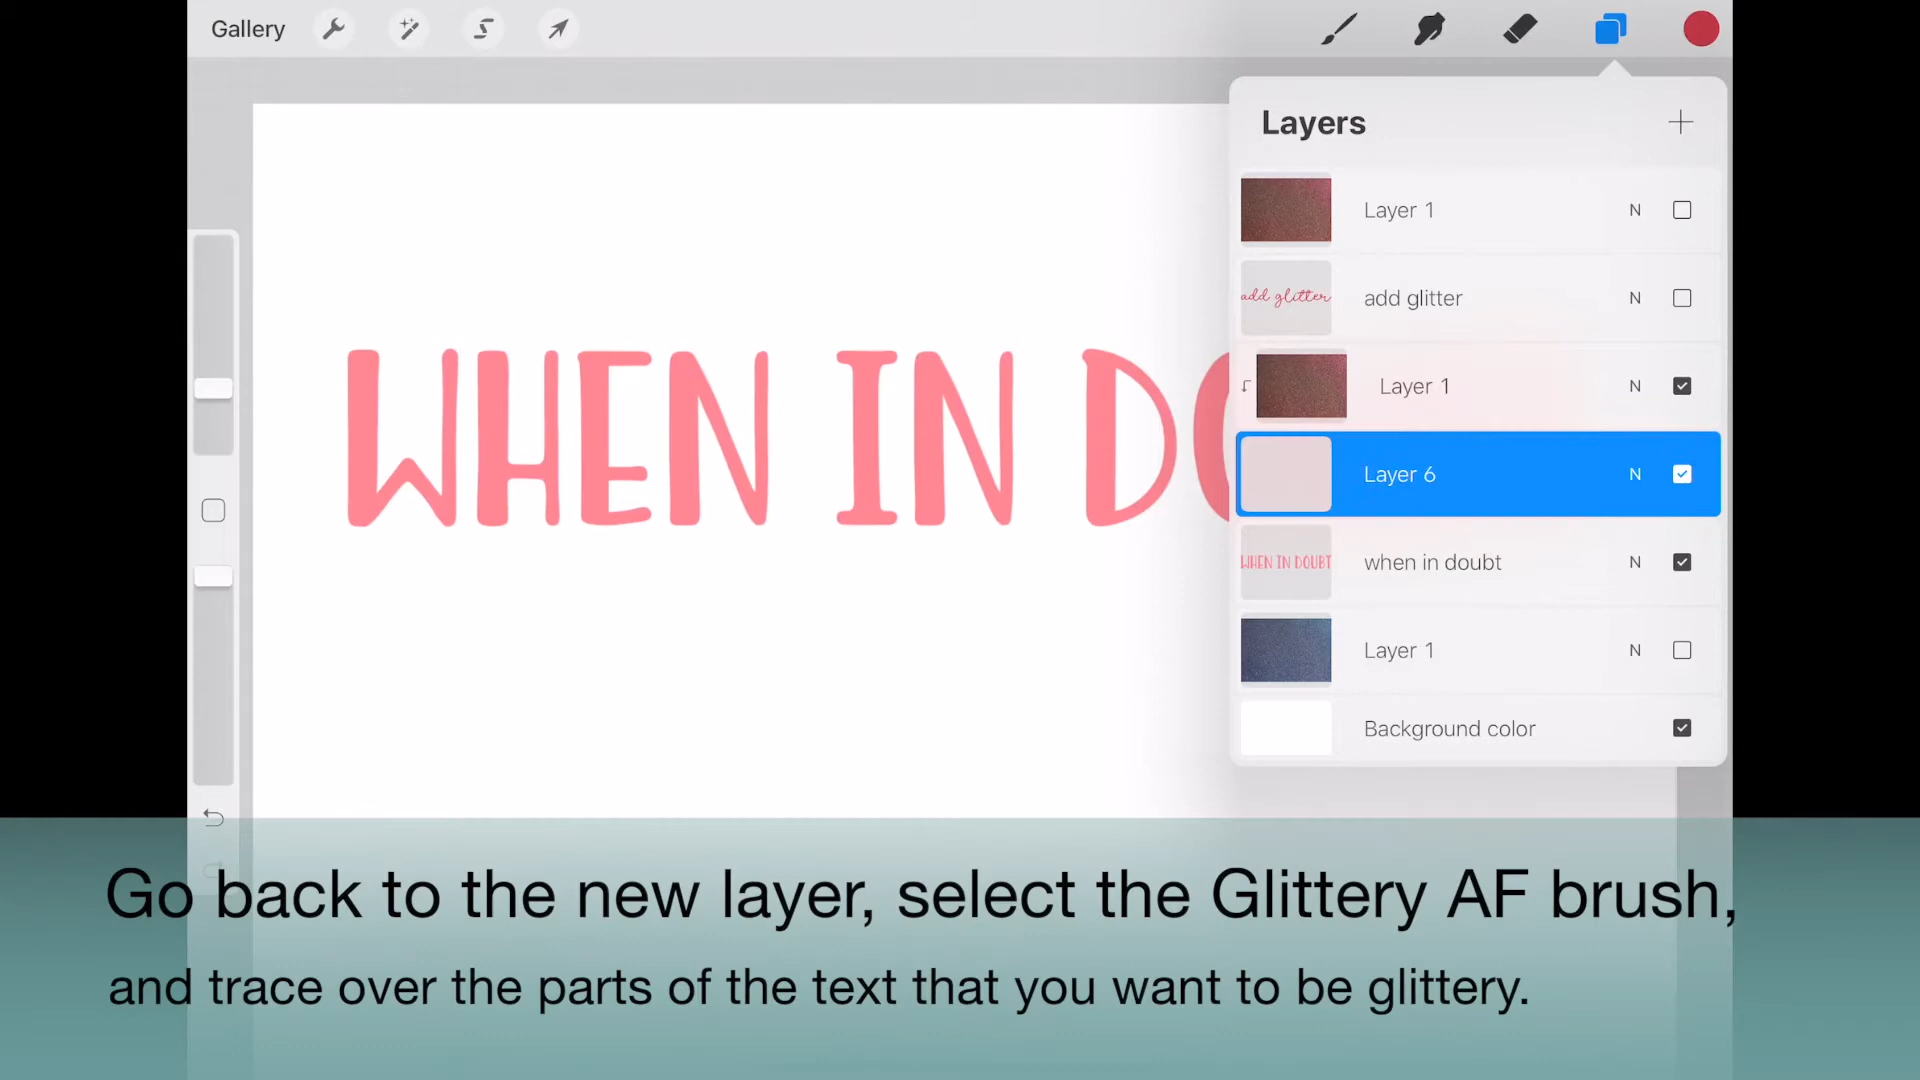 Gallery
Layers
Layer 1 N
add glitter add glitter N
Layer 1 N
Layer 6 N
WHEN IN DOUBT when in doubt N
Layer 1 N
Background color
WHEN IN DO
Go back to the new layer, select the Glittery AF brush,
and trace over the parts of the text that you want to be glittery.